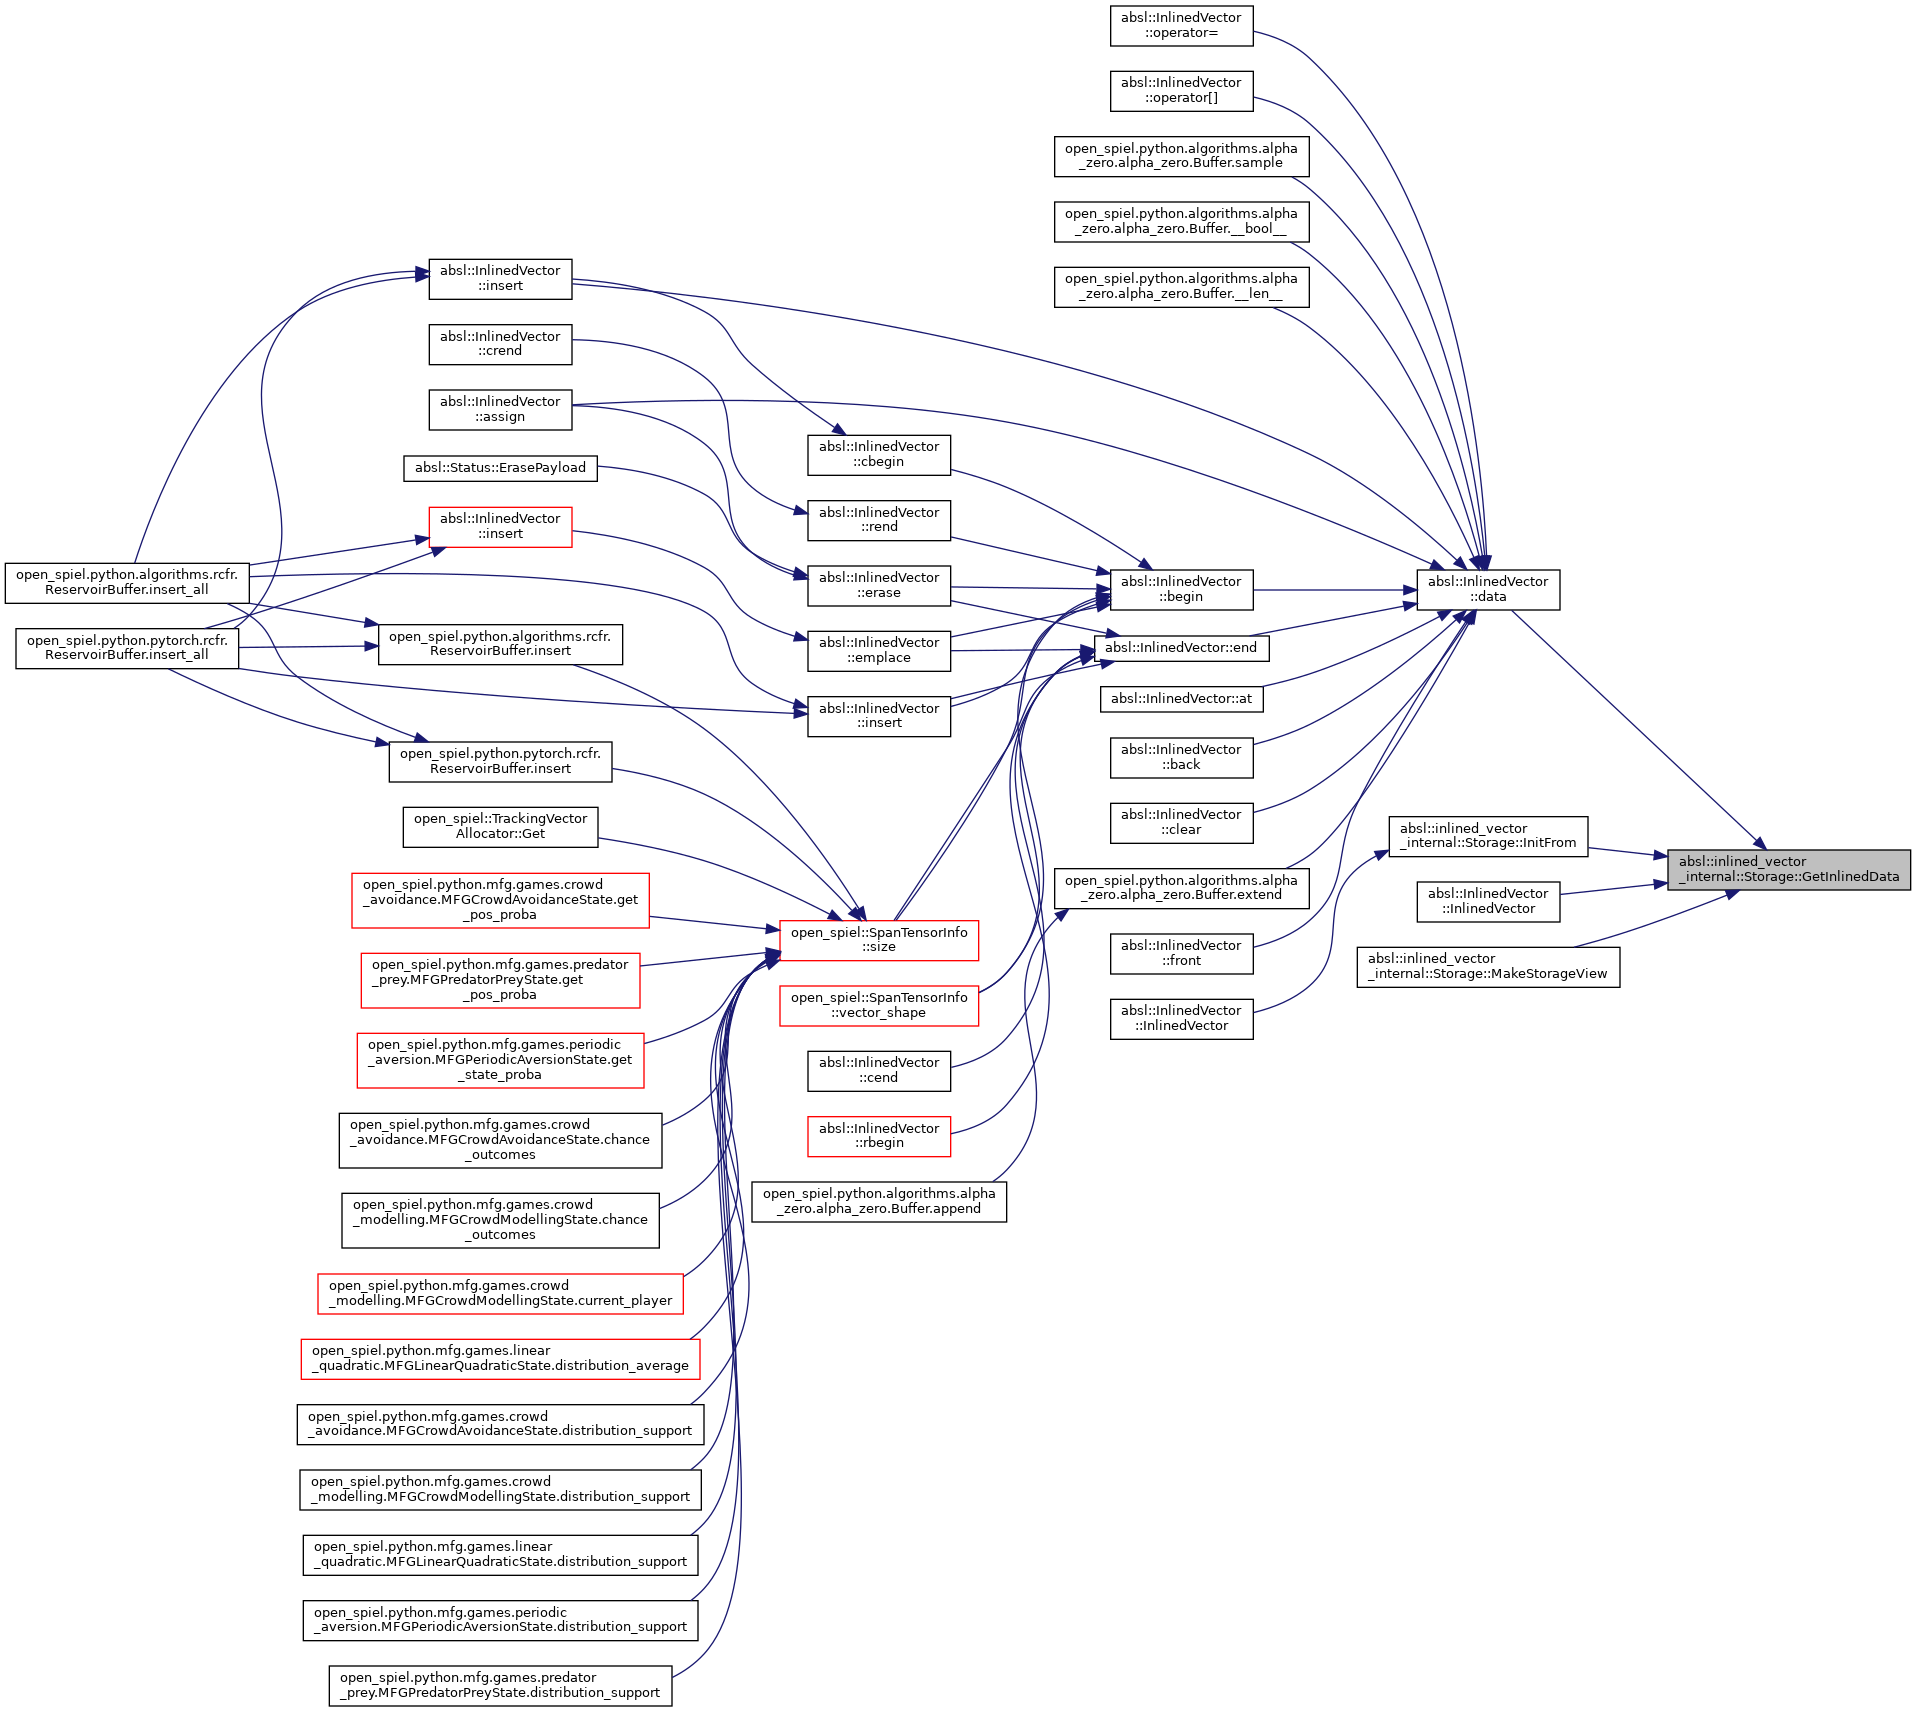 absl::InlinedVector
::operator=
absl::InlinedVector
::operator[]
open_spiel.python.algorithms.alpha
_zero.alpha_zero.Buffer.sample
open_spiel.python.algorithms.alpha
_zero.alpha_zero.Buffer.__bool__
open_spiel.python.algorithms.alpha
_zero.alpha_zero.Buffer.__len__
absl::InlinedVector
::insert
absl::InlinedVector
::crend
absl::InlinedVector
::assign
absl::Status::ErasePayload
absl::InlinedVector
::insert
open_spiel.python.algorithms.rcfr.
ReservoirBuffer.insert_all
open_spiel.python.pytorch.rcfr.
ReservoirBuffer.insert_all
open_spiel.python.algorithms.rcfr.
ReservoirBuffer.insert
open_spiel.python.pytorch.rcfr.
ReservoirBuffer.insert
open_spiel::TrackingVector
Allocator::Get
open_spiel.python.mfg.games.crowd
_avoidance.MFGCrowdAvoidanceState.get
_pos_proba
open_spiel.python.mfg.games.predator
_prey.MFGPredatorPreyState.get
_pos_proba
open_spiel.python.mfg.games.periodic
_aversion.MFGPeriodicAversionState.get
_state_proba
open_spiel.python.mfg.games.crowd
_avoidance.MFGCrowdAvoidanceState.chance
_outcomes
open_spiel.python.mfg.games.crowd
_modelling.MFGCrowdModellingState.chance
_outcomes
open_spiel.python.mfg.games.crowd
_modelling.MFGCrowdModellingState.current_player
open_spiel.python.mfg.games.linear
_quadratic.MFGLinearQuadraticState.distribution_average
open_spiel.python.mfg.games.crowd
_avoidance.MFGCrowdAvoidanceState.distribution_support
open_spiel.python.mfg.games.crowd
_modelling.MFGCrowdModellingState.distribution_support
open_spiel.python.mfg.games.linear
_quadratic.MFGLinearQuadraticState.distribution_support
open_spiel.python.mfg.games.periodic
_aversion.MFGPeriodicAversionState.distribution_support
open_spiel.python.mfg.games.predator
_prey.MFGPredatorPreyState.distribution_support
absl::InlinedVector
::cbegin
absl::InlinedVector
::rend
absl::InlinedVector
::erase
absl::InlinedVector
::emplace
absl::InlinedVector
::insert
open_spiel::SpanTensorInfo
::size
open_spiel::SpanTensorInfo
::vector_shape
absl::InlinedVector
::cend
absl::InlinedVector
::rbegin
open_spiel.python.algorithms.alpha
_zero.alpha_zero.Buffer.append
absl::InlinedVector
::begin
absl::InlinedVector::end
absl::InlinedVector::at
absl::InlinedVector
::back
absl::InlinedVector
::clear
open_spiel.python.algorithms.alpha
_zero.alpha_zero.Buffer.extend
absl::InlinedVector
::front
absl::InlinedVector
::InlinedVector
absl::InlinedVector
::data
absl::inlined_vector
_internal::Storage::InitFrom
absl::InlinedVector
::InlinedVector
absl::inlined_vector
_internal::Storage::MakeStorageView
absl::inlined_vector
_internal::Storage::GetInlinedData